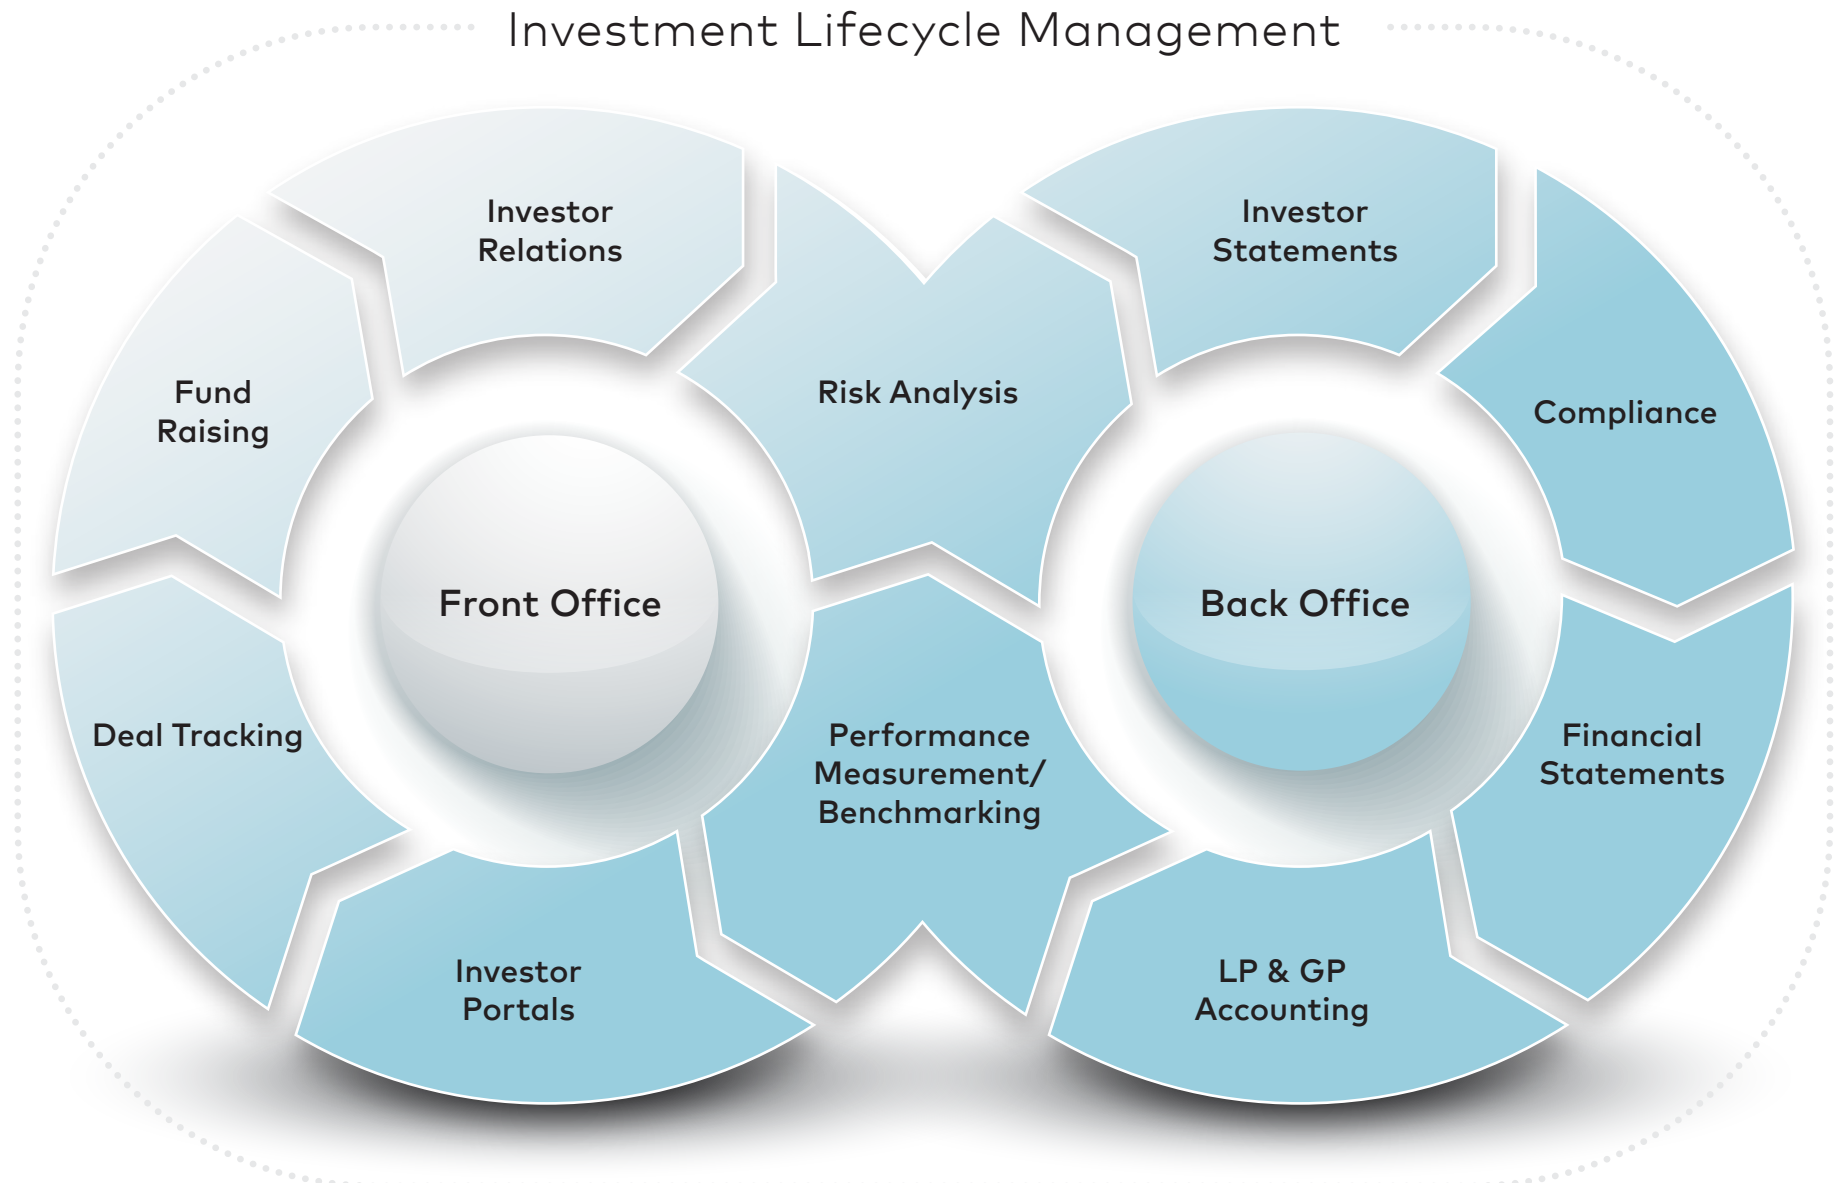 Investment Lifecycle Management
Investor
Relations
Investor
Statements
Fund
Raising
Risk Analysis
Compliance
Front Office
Back Office
Deal Tracking
Performance
Measurement/
Benchmarking
Financial
Statements
Investor
Portals
LP & GP
Accounting